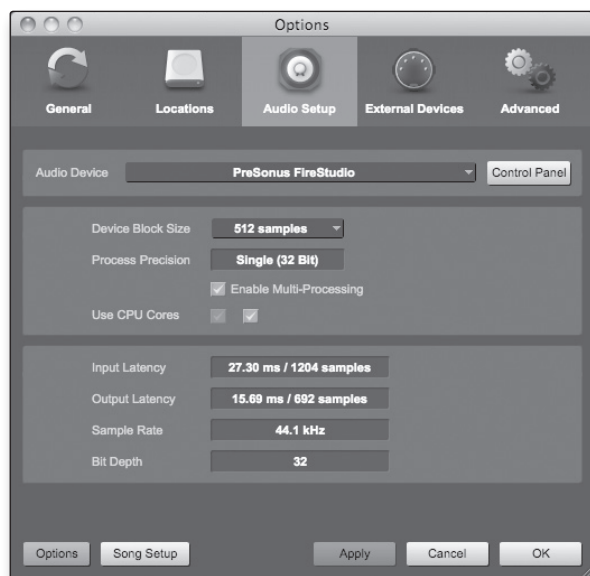 Options
General Locations Audio Setup External Devices Advanced
Audio Device PreSonus FireStudio Control Panel
Device Block Size 512 samples
Process Precision Single (32 Bit)
Enable Multi-Processing
Use CPU Cores
Input Latency 27.30 ms / 1204 samples
Output Latency 15.69 ms / 692 samples
Sample Rate 44.1 kHz
Bit Depth 32
Options Song Setup Apply Cancel OK